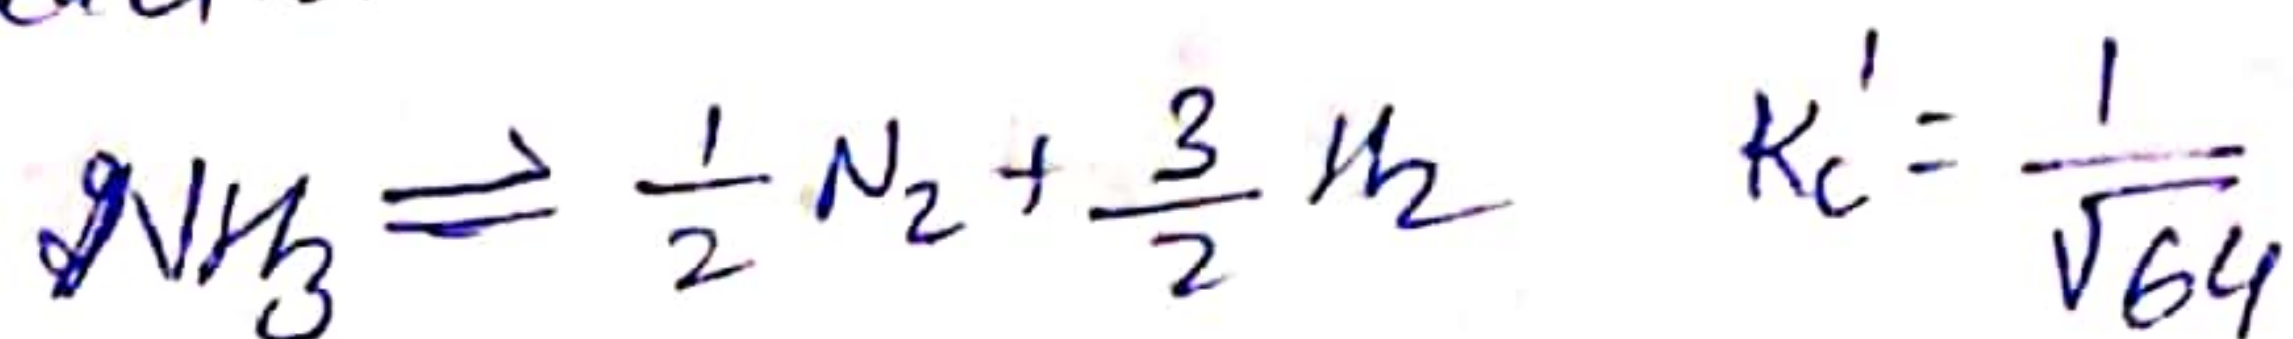 NH₃ ⇌ 1/2 N₂ + 3/2 H₂ Kc' = 1/√64